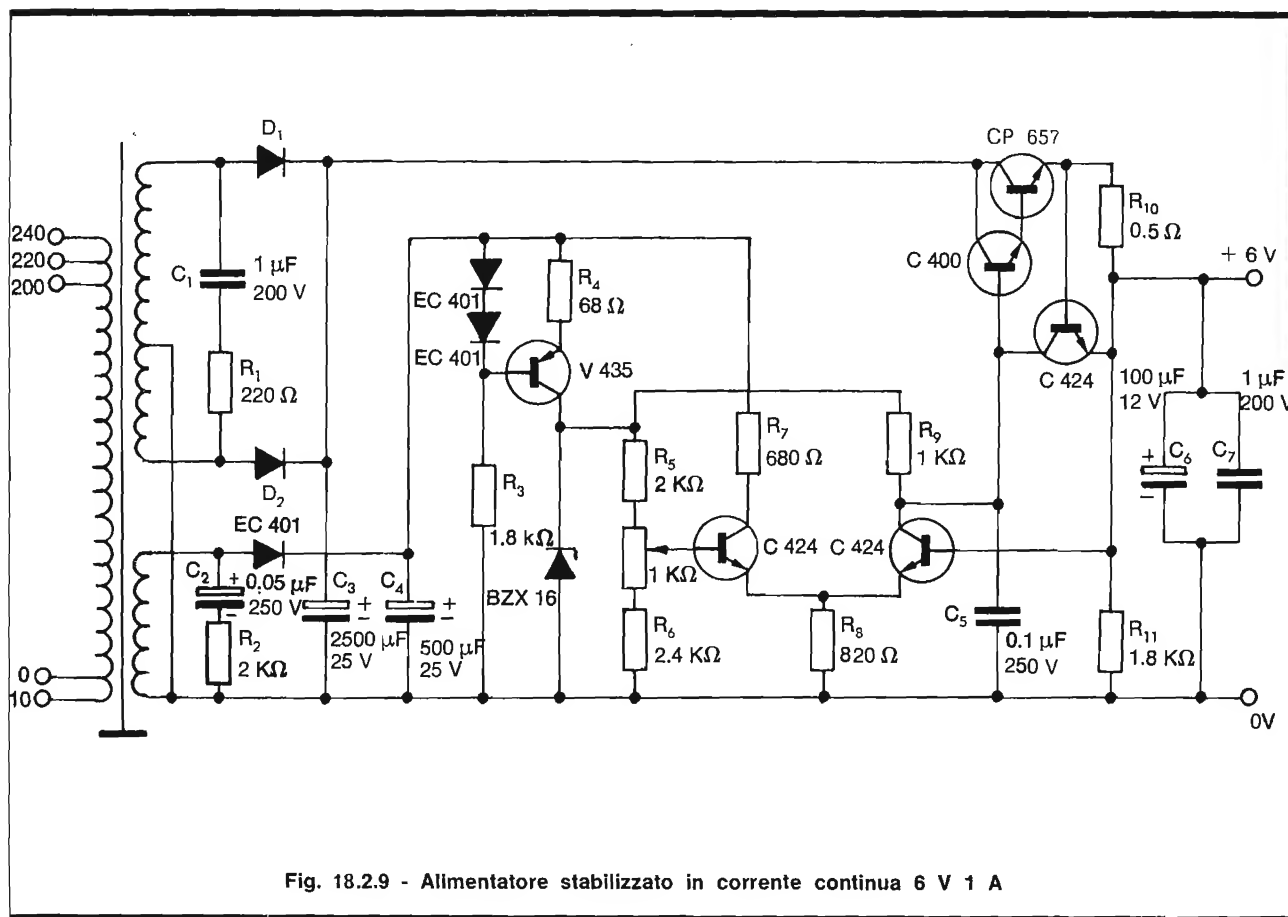 D₁
CP 657
240
220
200
C₁
1 µF
200 V
R₁
220 Ω
D₂
EC 401
EC 401
EC 401
R₄
68 Ω
V 435
R₃
1.8 kΩ
BZX 16
R₅
2 KΩ
1 KΩ
R₆
2.4 KΩ
R₇
680 Ω
C 424
C 424
R₈
820 Ω
R₉
1 KΩ
C 400
C 424
R₁₀
0.5 Ω
+ 6 V
100 µF
12 V
1 µF
200 V
+
C₆
−
C₇
C₅
0.1 µF
250 V
R₁₁
1.8 KΩ
C₂
+
0.05 µF
250 V
−
R₂
2 KΩ
C₃
+
−
2500 µF
25 V
C₄
+
−
500 µF
25 V
0
10
0V
Fig. 18.2.9 - Alimentatore stabilizzato in corrente continua 6 V 1 A